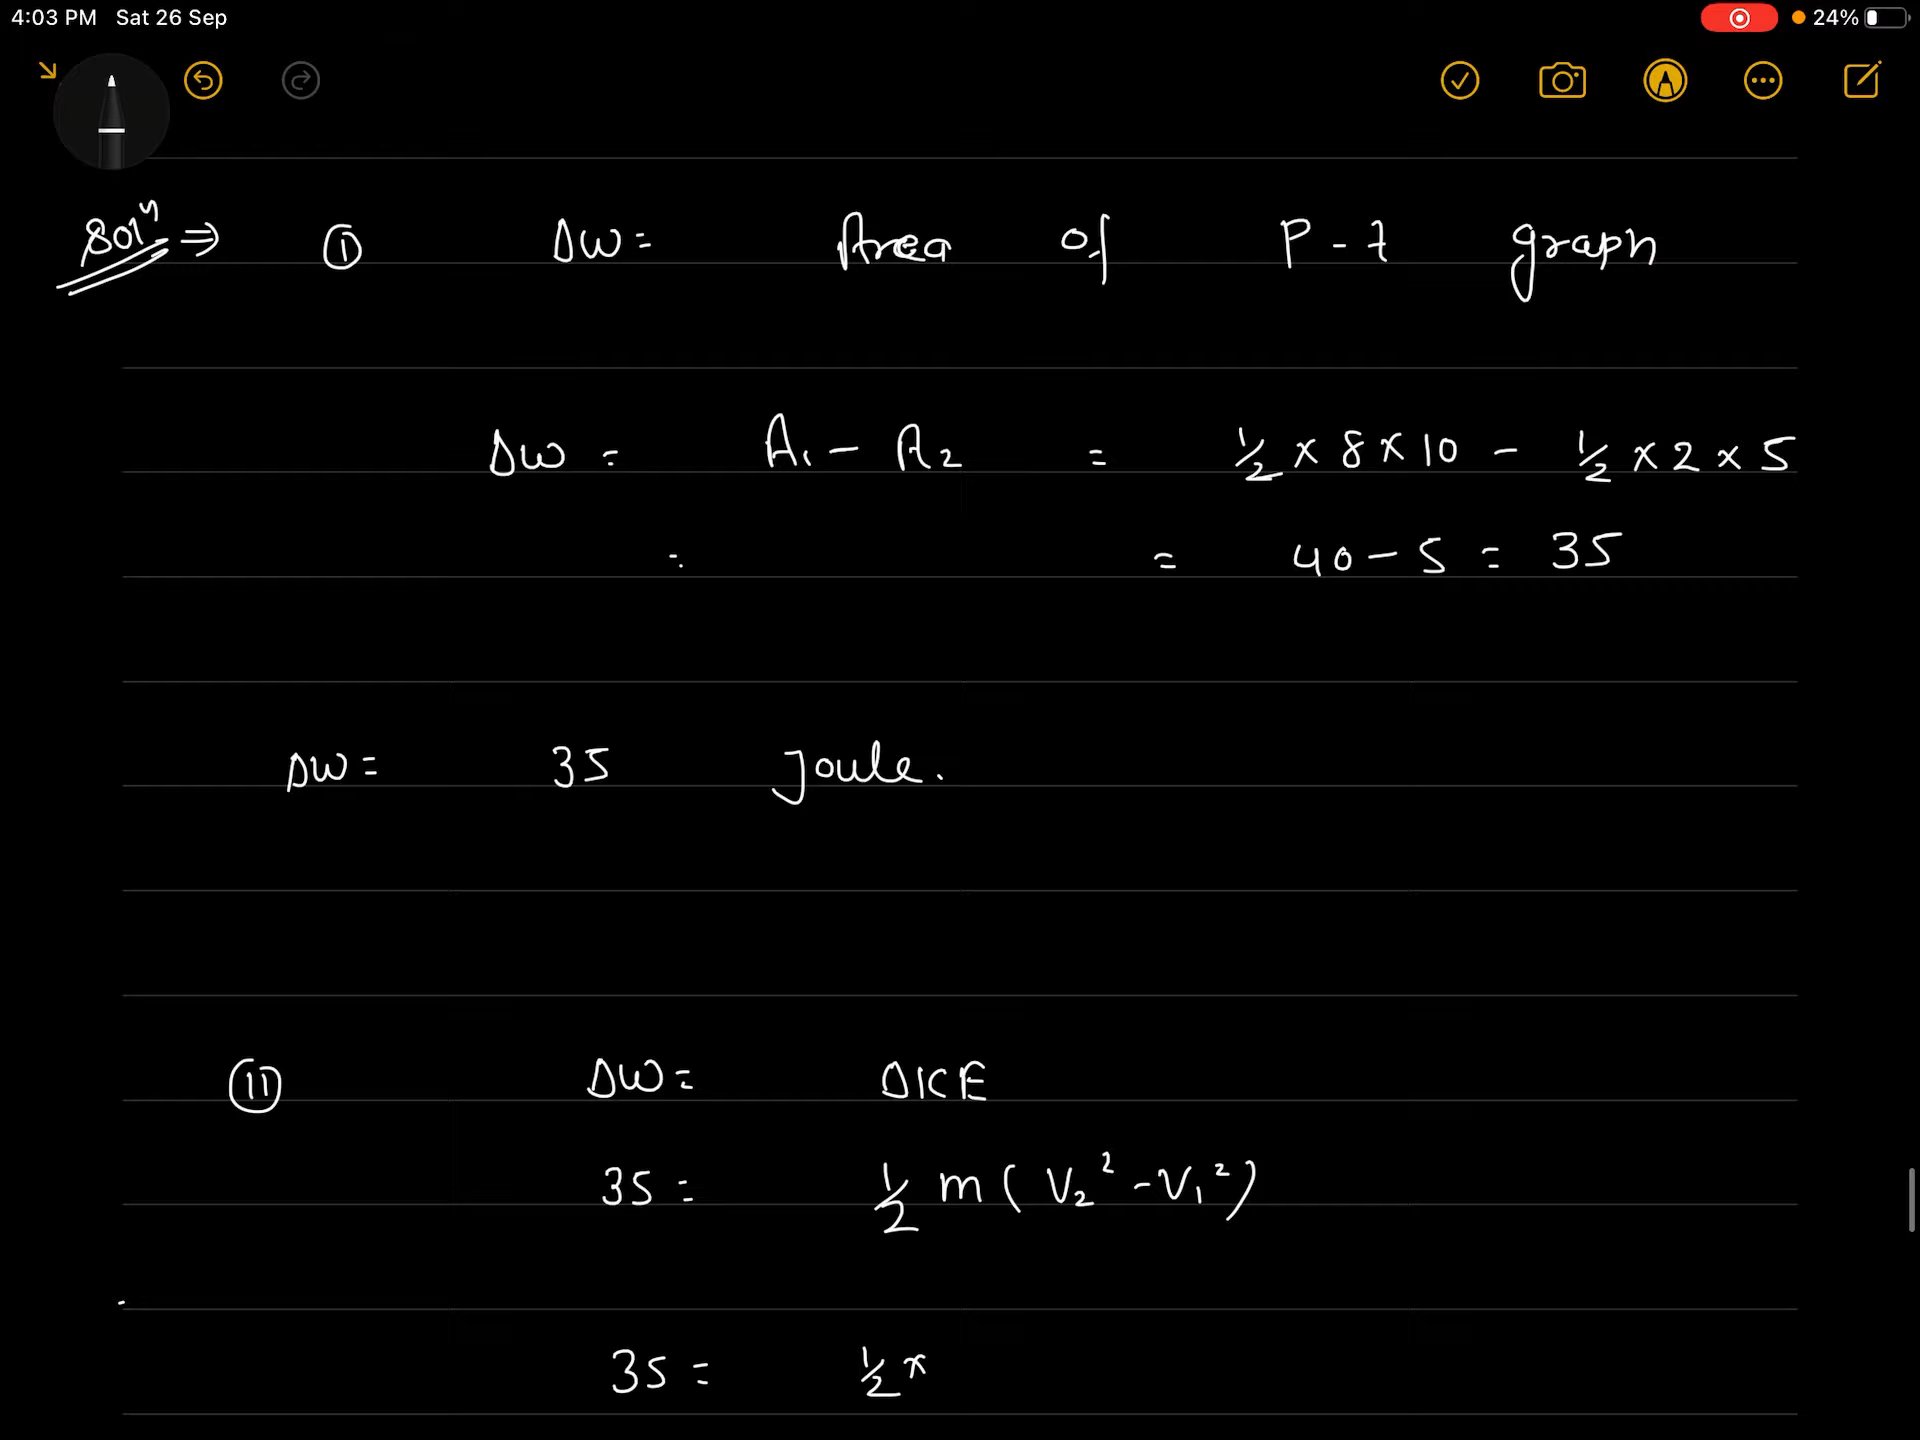 4:03 PM Sat 26 Sep 24%
Solⁿ ⇒ ① ΔW = Area of P-t graph
ΔW = A₁ - A₂ = ½ × 8 × 10 - ½ × 2 × 5
= = 40 - 5 = 35
ΔW = 35 Joule.
(11) ΔW = ΔKE
35 = ½ m (V₂² - V₁²)
35 = ½ ×